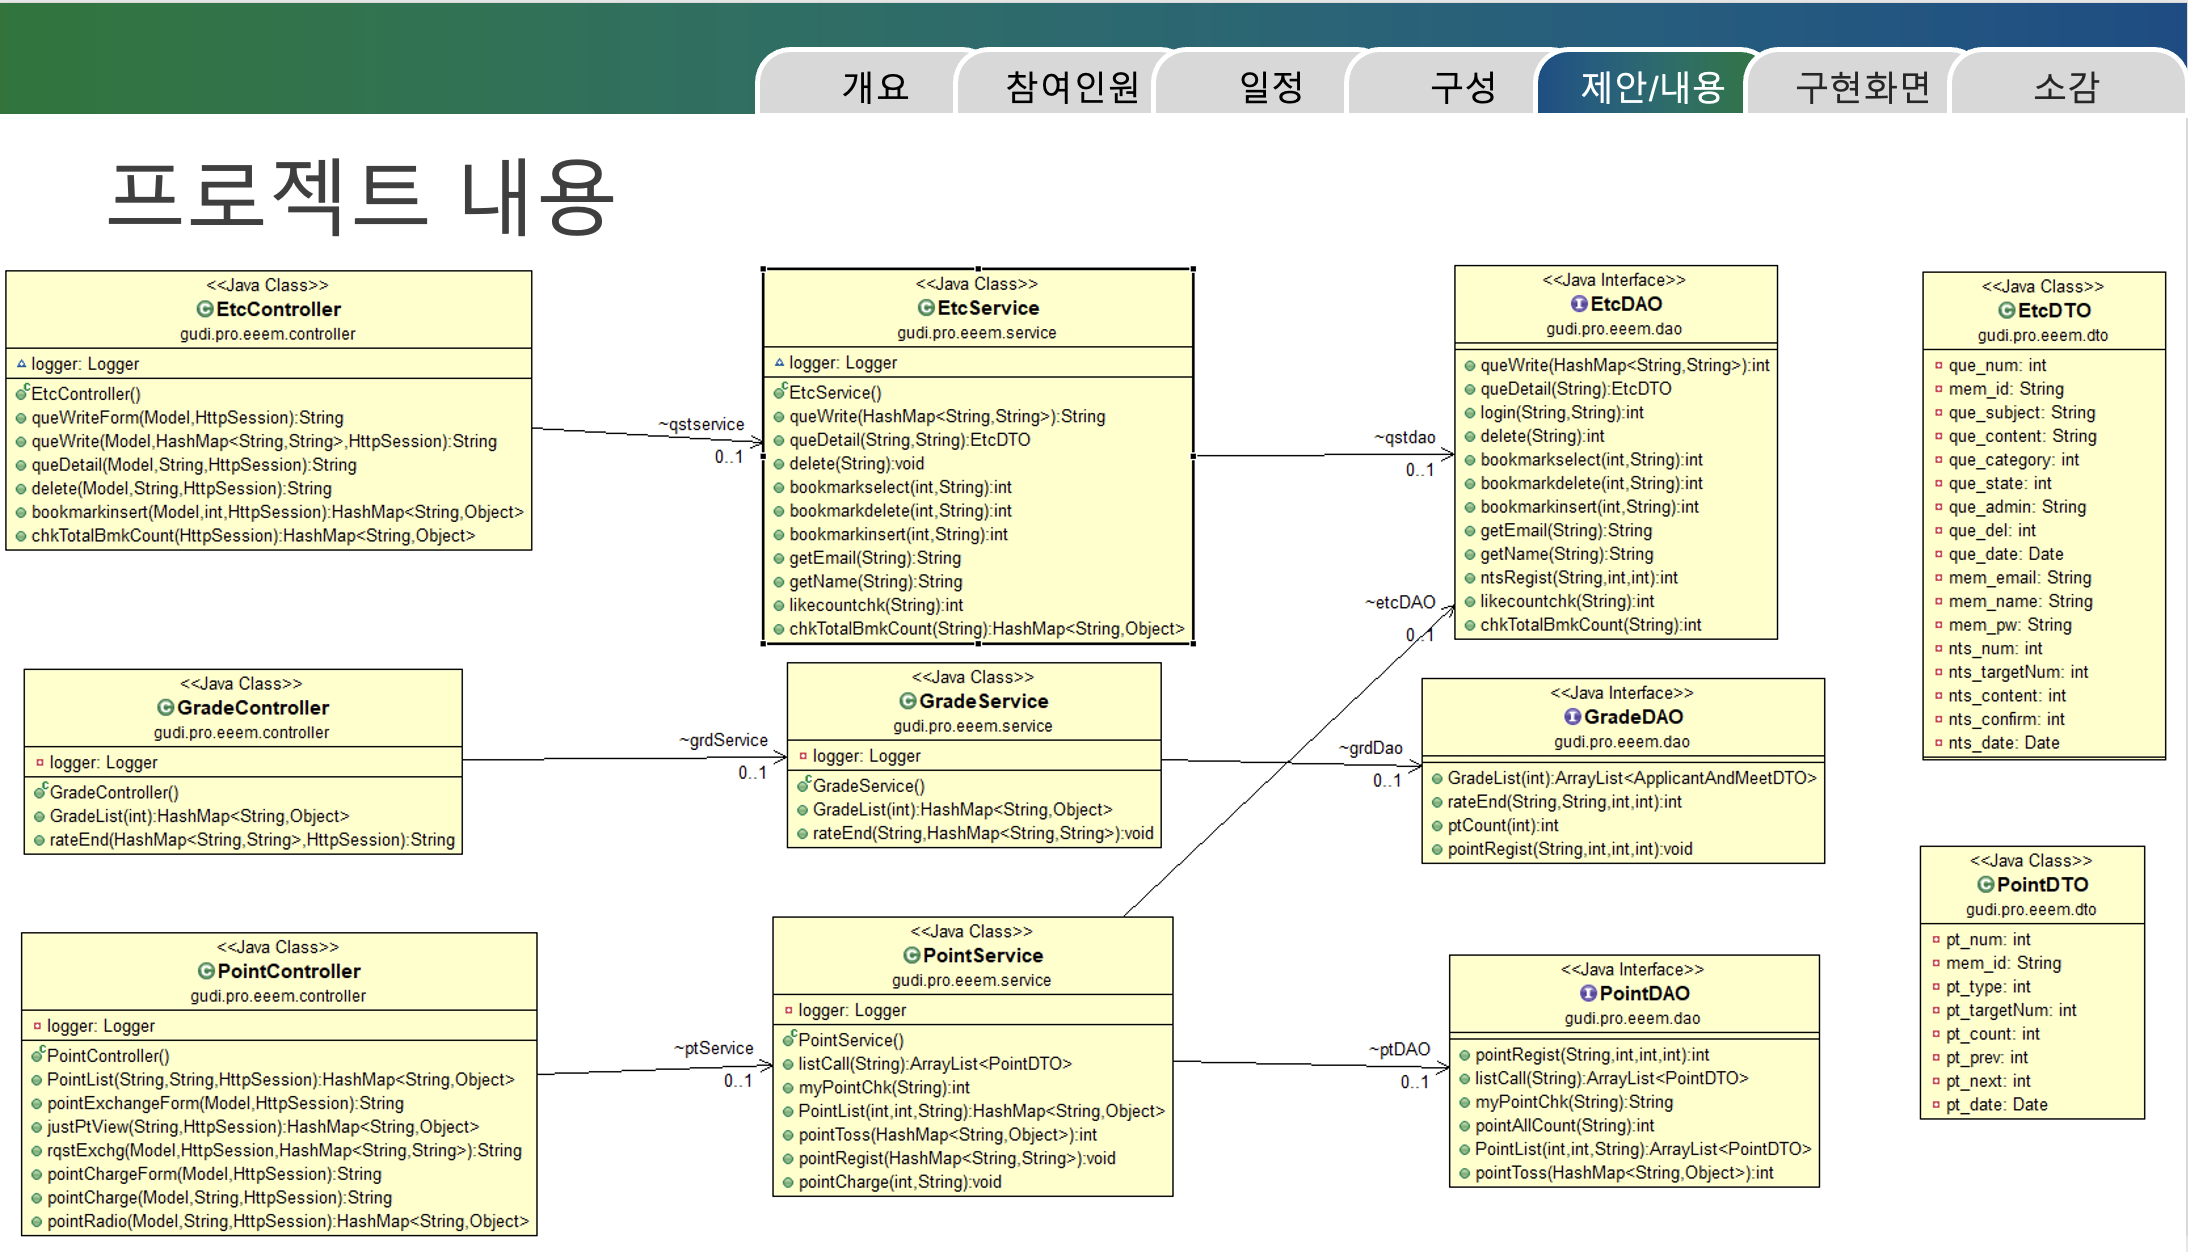 개요
참여인원
일정
구성
제안/내용
구현화면
소감
프로젝트 내용
<<Java Class>>
EtcController
gudi.pro.eeem.controller
logger: Logger
EtcController()
queWriteForm(Model,HttpSession):String
queWrite(Model,HashMap<String,String>,HttpSession):String
queDetail(Model,String,HttpSession):String
delete(Model,String,HttpSession):String
bookmarkinsert(Model,int,HttpSession):HashMap<String,Object>
chkTotalBmkCount(HttpSession):HashMap<String,Object>
~qstservice
0..1
<<Java Class>>
EtcService
gudi.pro.eeem.service
logger: Logger
EtcService()
queWrite(HashMap<String,String>):String
queDetail(String,String):EtcDTO
delete(String):void
bookmarkselect(int,String):int
bookmarkdelete(int,String):int
bookmarkinsert(int,String):int
getEmail(String):String
getName(String):String
likecountchk(String):int
chkTotalBmkCount(String):HashMap<String,Object>
~qstdao
0..1
~etcDAO
0..1
<<Java Interface>>
EtcDAO
gudi.pro.eeem.dao
queWrite(HashMap<String,String>):int
queDetail(String):EtcDTO
login(String,String):int
delete(String):int
bookmarkselect(int,String):int
bookmarkdelete(int,String):int
bookmarkinsert(int,String):int
getEmail(String):String
getName(String):String
ntsRegist(String,int,int):int
likecountchk(String):int
chkTotalBmkCount(String):int
<<Java Class>>
EtcDTO
gudi.pro.eeem.dto
que_num: int
mem_id: String
que_subject: String
que_content: String
que_category: int
que_state: int
que_admin: String
que_del: int
que_date: Date
mem_email: String
mem_name: String
mem_pw: String
nts_num: int
nts_targetNum: int
nts_content: int
nts_confirm: int
nts_date: Date
<<Java Class>>
GradeController
gudi.pro.eeem.controller
logger: Logger
GradeController()
GradeList(int):HashMap<String,Object>
rateEnd(HashMap<String,String>,HttpSession):String
~grdService
0..1
<<Java Class>>
GradeService
gudi.pro.eeem.service
logger: Logger
GradeService()
GradeList(int):HashMap<String,Object>
rateEnd(String,HashMap<String,String>):void
~grdDao
0..1
<<Java Interface>>
GradeDAO
gudi.pro.eeem.dao
GradeList(int):ArrayList<ApplicantAndMeetDTO>
rateEnd(String,String,int,int):int
ptCount(int):int
pointRegist(String,int,int,int):void
<<Java Class>>
PointController
gudi.pro.eeem.controller
logger: Logger
PointController()
PointList(String,String,HttpSession):HashMap<String,Object>
pointExchangeForm(Model,HttpSession):String
justPtView(String,HttpSession):HashMap<String,Object>
rqstExchg(Model,HttpSession,HashMap<String,String>):String
pointChargeForm(Model,HttpSession):String
pointCharge(Model,String,HttpSession):String
pointRadio(Model,String,HttpSession):HashMap<String,Object>
~ptService
0..1
<<Java Class>>
PointService
gudi.pro.eeem.service
logger: Logger
PointService()
listCall(String):ArrayList<PointDTO>
myPointChk(String):int
PointList(int,int,String):HashMap<String,Object>
pointToss(HashMap<String,Object>):int
pointRegist(HashMap<String,String>):void
pointCharge(int,String):void
~ptDAO
0..1
<<Java Interface>>
PointDAO
gudi.pro.eeem.dao
pointRegist(String,int,int,int):int
listCall(String):ArrayList<PointDTO>
myPointChk(String):String
pointAllCount(String):int
PointList(int,int,String):ArrayList<PointDTO>
pointToss(HashMap<String,Object>):int
<<Java Class>>
PointDTO
gudi.pro.eeem.dto
pt_num: int
mem_id: String
pt_type: int
pt_targetNum: int
pt_count: int
pt_prev: int
pt_next: int
pt_date: Date